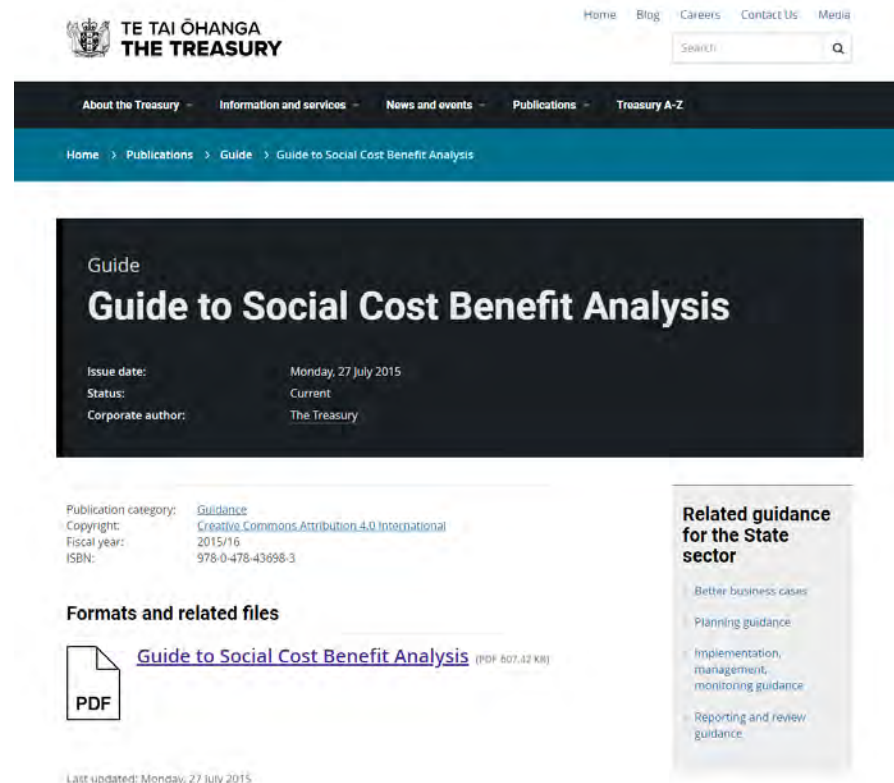 Home Blog Careers Contact Us Media
TE TAI ŌHANGA
THE TREASURY
Search
About the Treasury Information and services News and events Publications Treasury A-Z
Home > Publications > Guide > Guide to Social Cost Benefit Analysis
Guide
Guide to Social Cost Benefit Analysis
Issue date: Monday, 27 July 2015
Status: Current
Corporate author: The Treasury
Publication category: Guidance
Copyright: Creative Commons Attribution 4.0 International
Fiscal year: 2015/16
ISBN: 978-0-478-43698-3
Formats and related files
PDF
Guide to Social Cost Benefit Analysis (PDF 607.42 KB)
Last updated: Monday, 27 July 2015
Related guidance
for the State
sector
Better business cases
Planning guidance
Implementation,
management,
monitoring guidance
Reporting and review
guidance